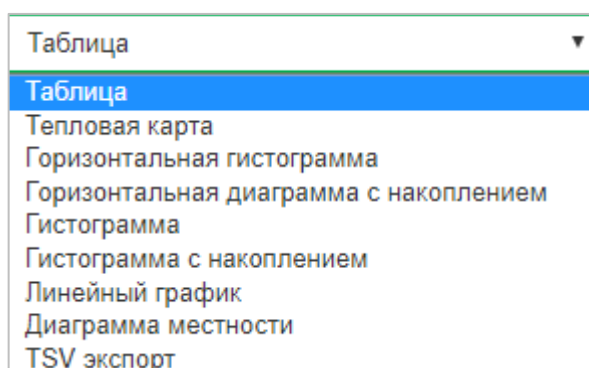 Таблица
Таблица
Тепловая карта
Горизонтальная гистограмма
Горизонтальная диаграмма с накоплением
Гистограмма
Гистограмма с накоплением
Линейный график
Диаграмма местности
TSV экспорт